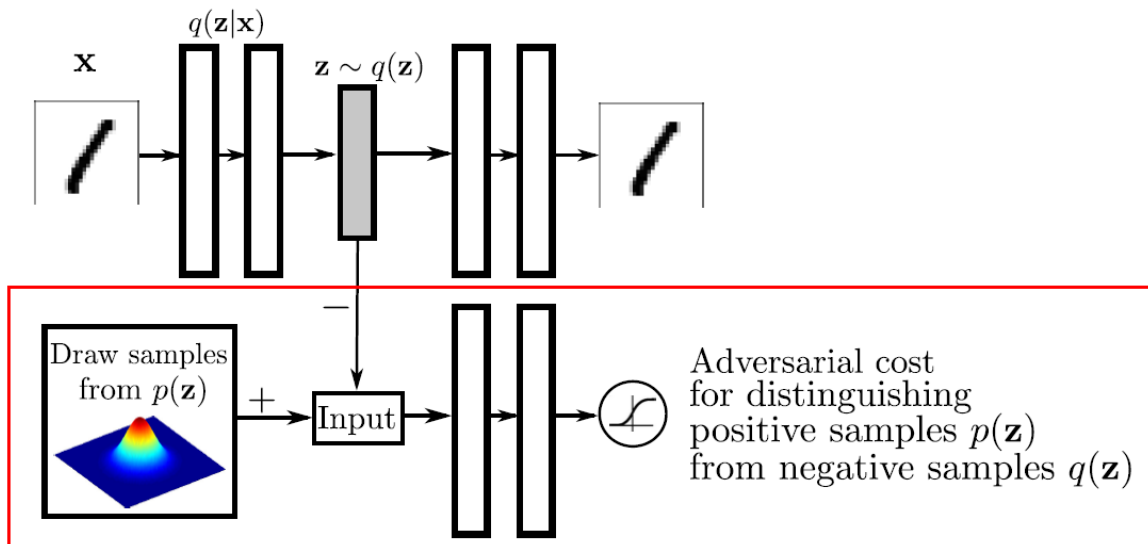 q(z|x)
x
z ∼ q(z)
−
Draw samples
from p(z)
+
Input
Adversarial cost
for distinguishing
positive samples p(z)
from negative samples q(z)